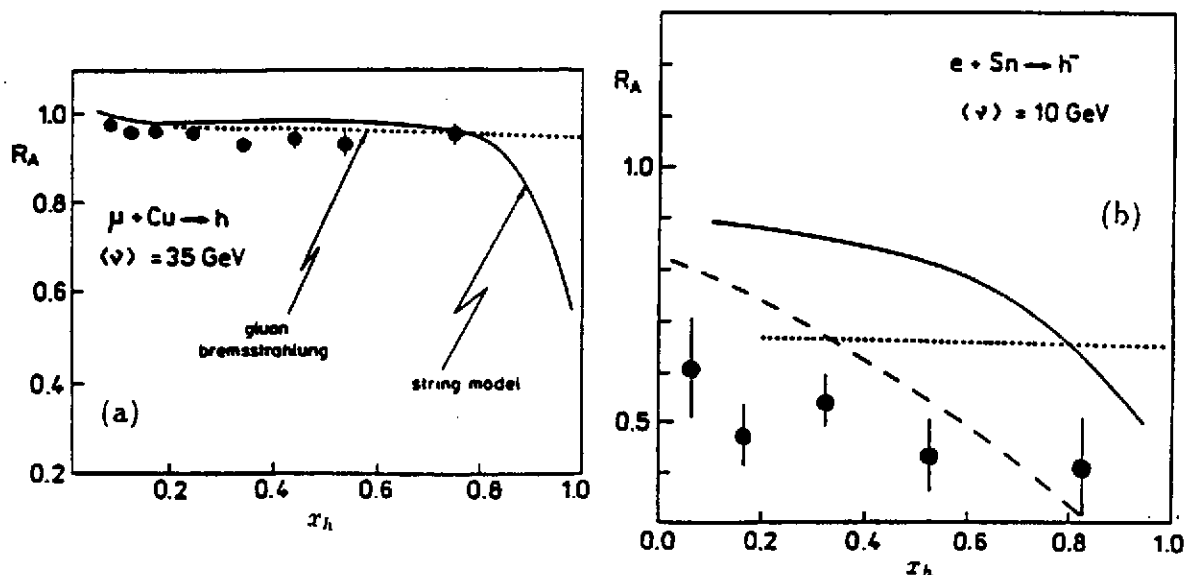 1.0
R_A
0.8
μ + Cu → h
⟨ν⟩ = 35 GeV
0.6
gluon
bremsstrahlung
string model
0.4
(a)
0.2
0.2 0.4 0.6 0.8 1.0
x_h
R_A
e + Sn → h⁻
⟨ν⟩ = 10 GeV
1.0
(b)
0.5
0.0 0.2 0.4 0.6 0.8 1.0
x_h